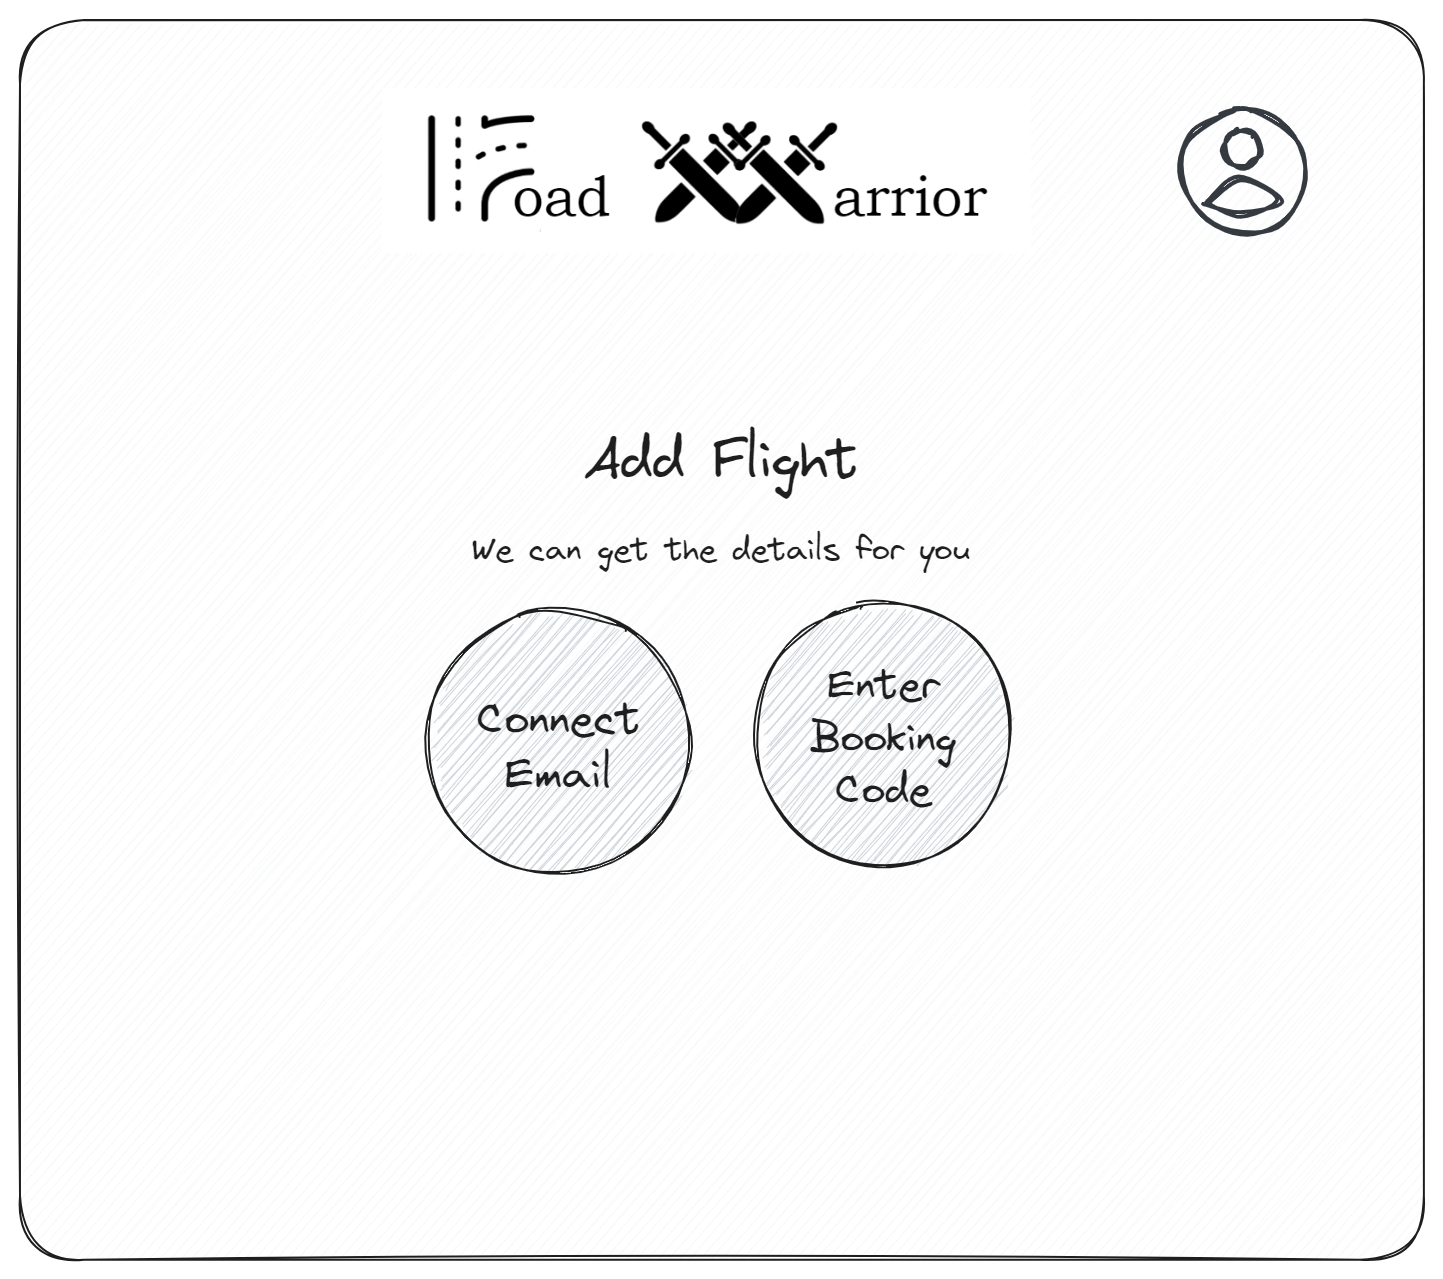 Road Warrior
Add Flight
We can get the details for you
Connect
Email
Enter
Booking
Code